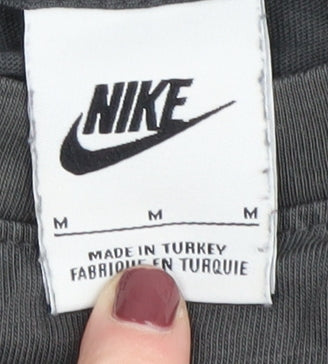 NIKE
M M M
MADE IN TURKEY
FABRIQUE EN TURQUIE